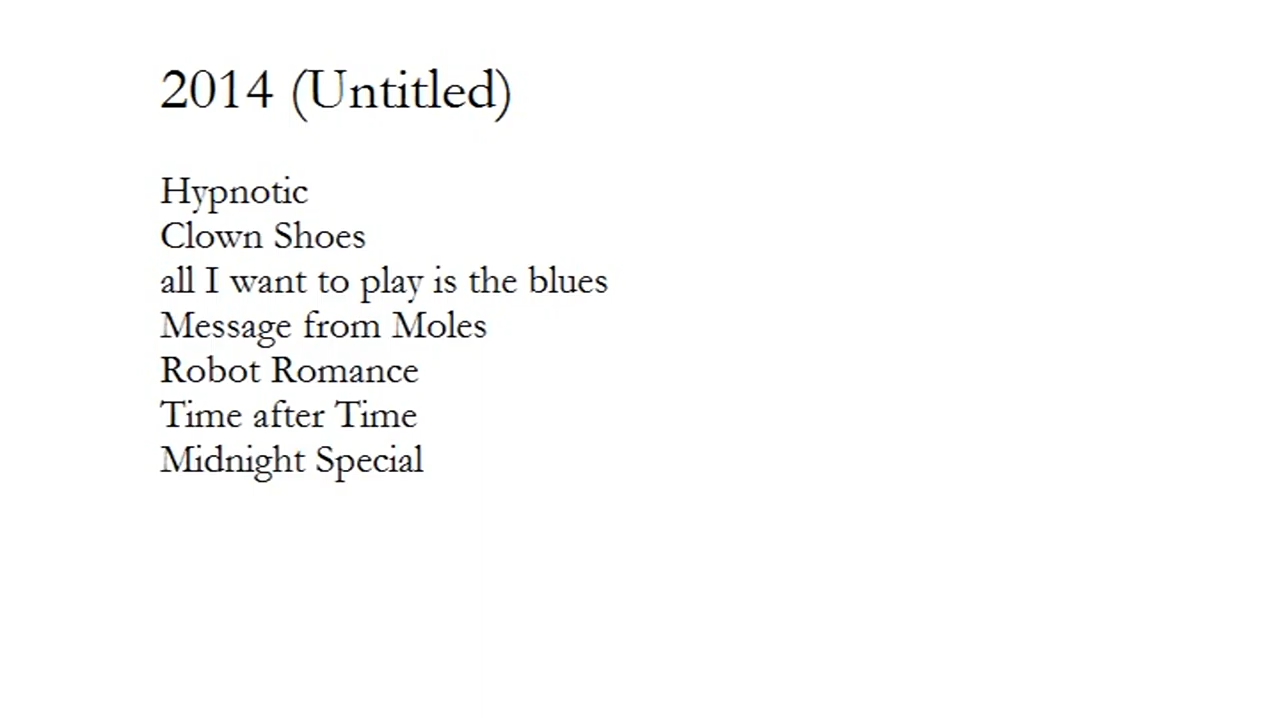 2014 (Untitled)
Hypnotic
Clown Shoes
all I want to play is the blues
Message from Moles
Robot Romance
Time after Time
Midnight Special